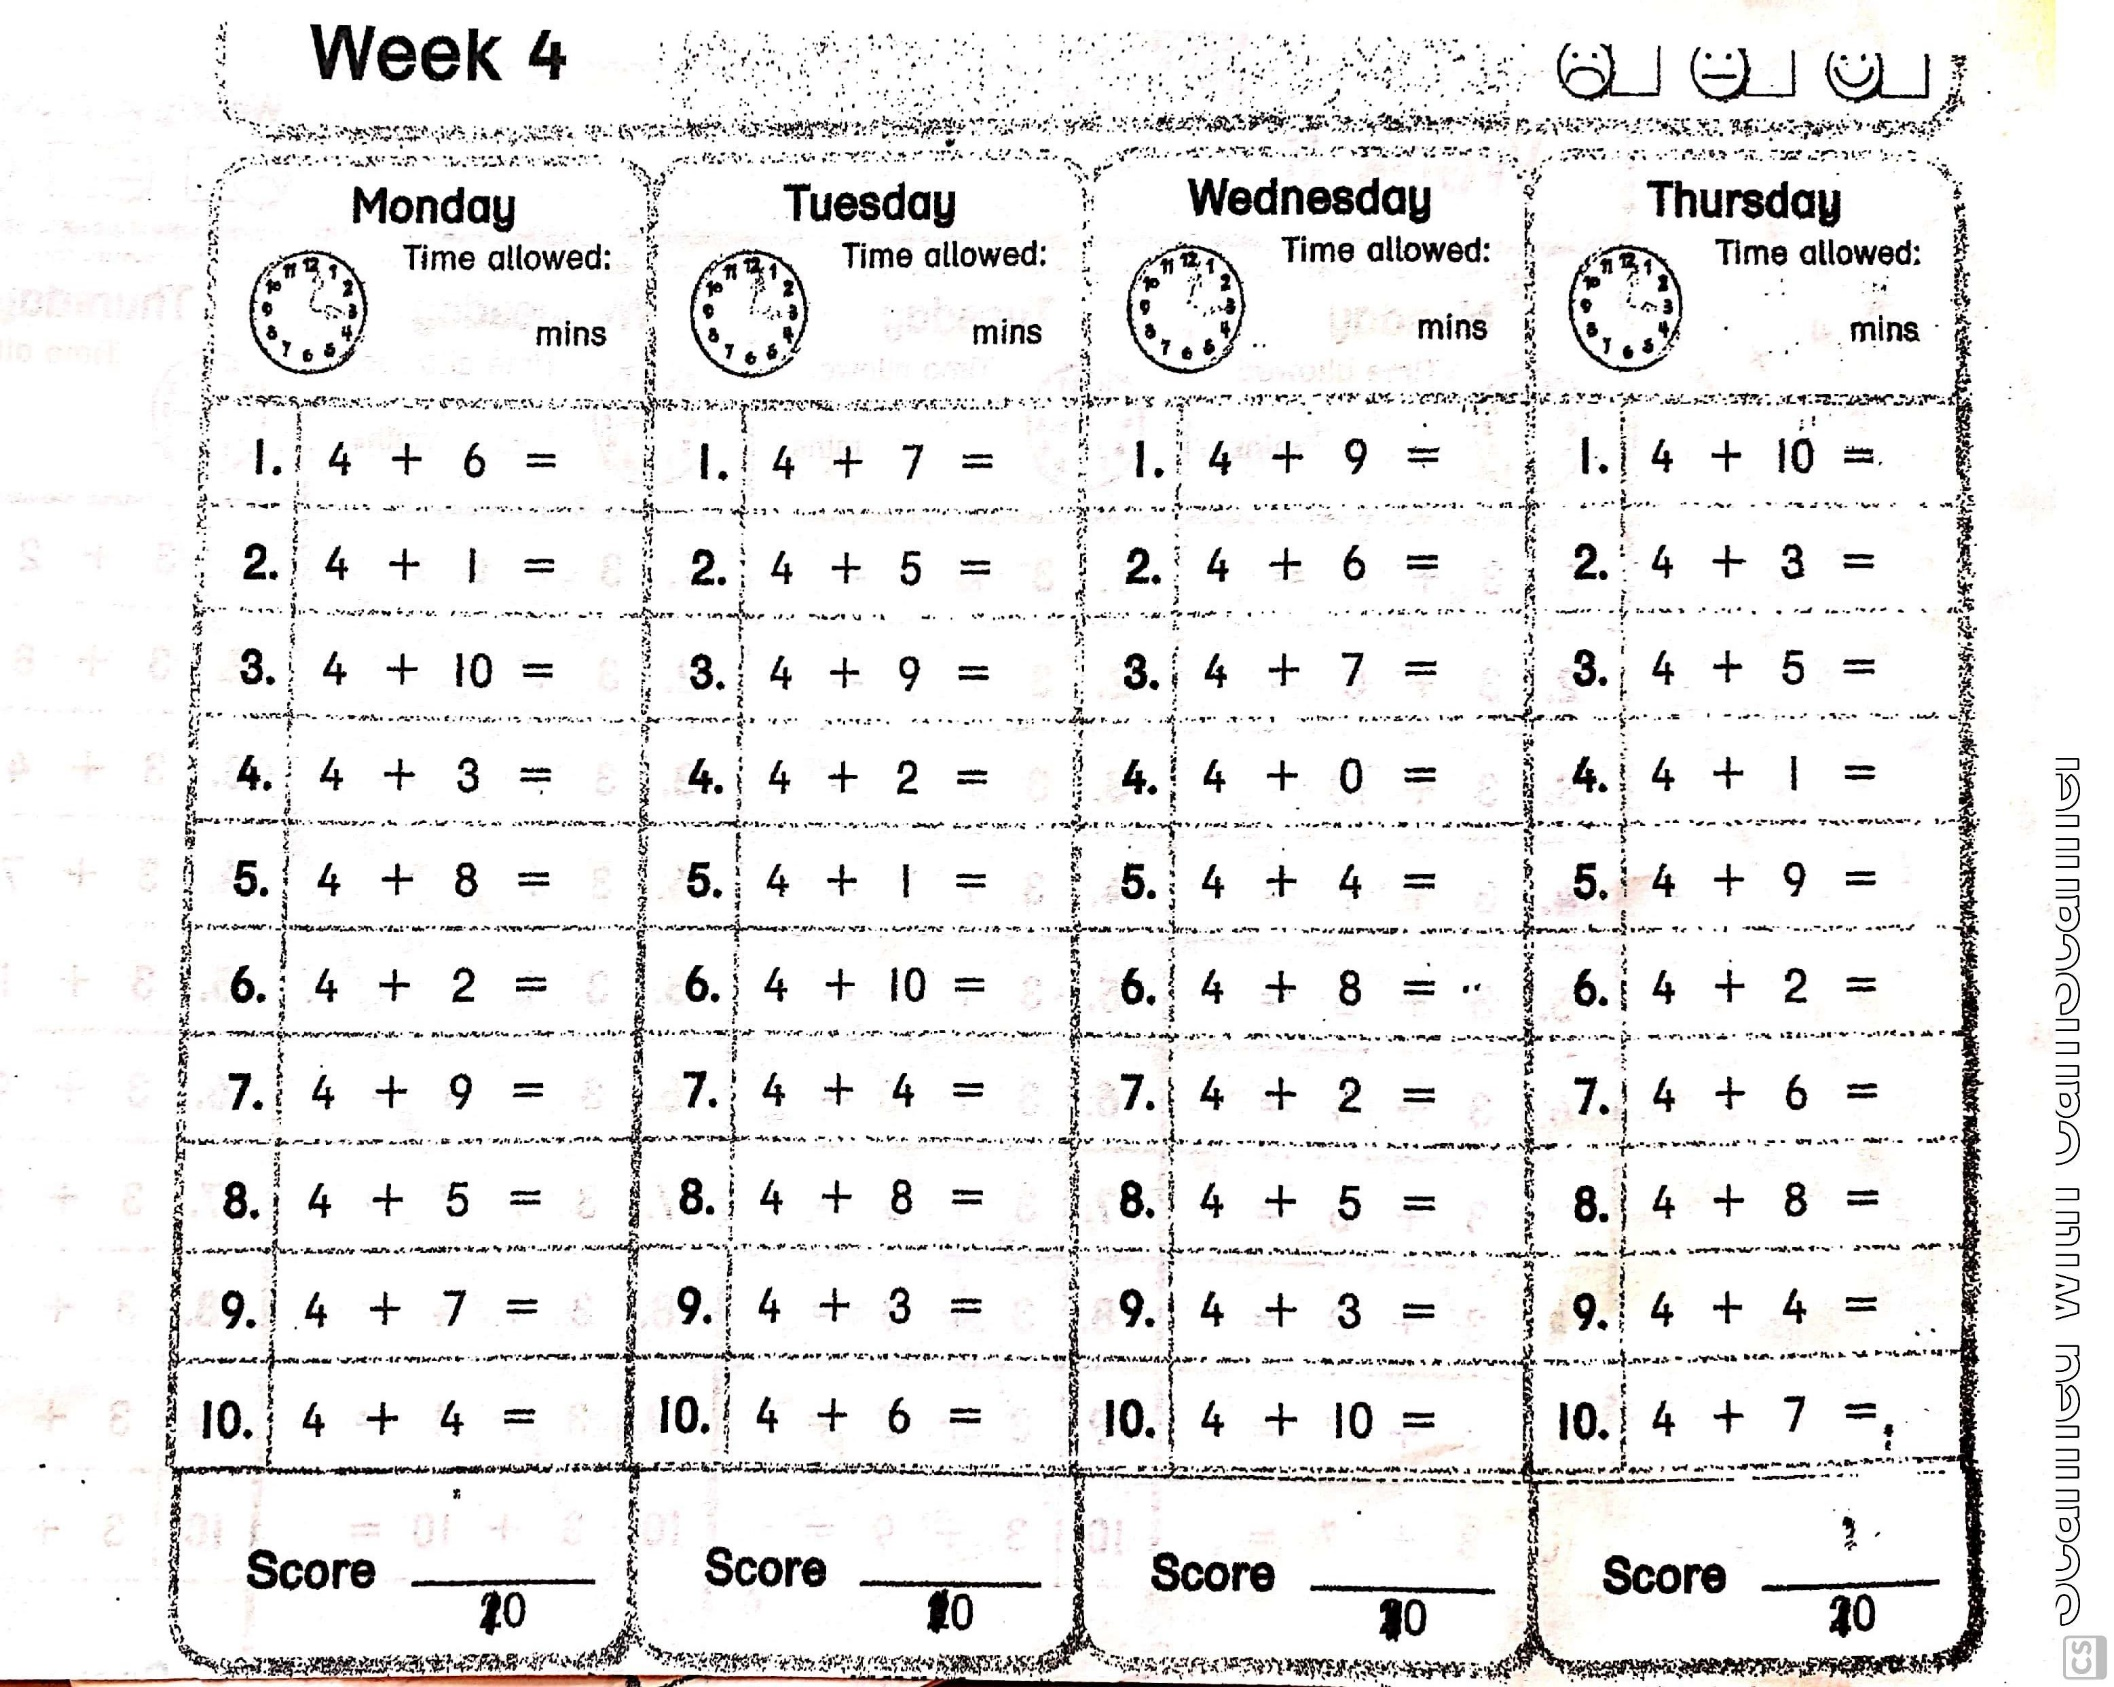 Week 4
Monday
Time allowed:
mins
1. 4 + 6 =
2. 4 + 1 =
3. 4 + 10 =
4. 4 + 3 =
5. 4 + 8 =
6. 4 + 2 =
7. 4 + 9 =
8. 4 + 5 =
9. 4 + 7 =
10. 4 + 4 =
Score
10
Tuesday
Time allowed:
mins
1. 4 + 7 =
2. 4 + 5 =
3. 4 + 9 =
4. 4 + 2 =
5. 4 + 1 =
6. 4 + 10 =
7. 4 + 4 =
8. 4 + 8 =
9. 4 + 3 =
10. 4 + 6 =
Score
10
Wednesday
Time allowed:
mins
1. 4 + 9 =
2. 4 + 6 =
3. 4 + 7 =
4. 4 + 0 =
5. 4 + 4 =
6. 4 + 8 =
7. 4 + 2 =
8. 4 + 5 =
9. 4 + 3 =
10. 4 + 10 =
Score
10
Thursday
Time allowed:
mins
1. 4 + 10 =
2. 4 + 3 =
3. 4 + 5 =
4. 4 + 1 =
5. 4 + 9 =
6. 4 + 2 =
7. 4 + 6 =
8. 4 + 8 =
9. 4 + 4 =
10. 4 + 7 =
Score
10
CS